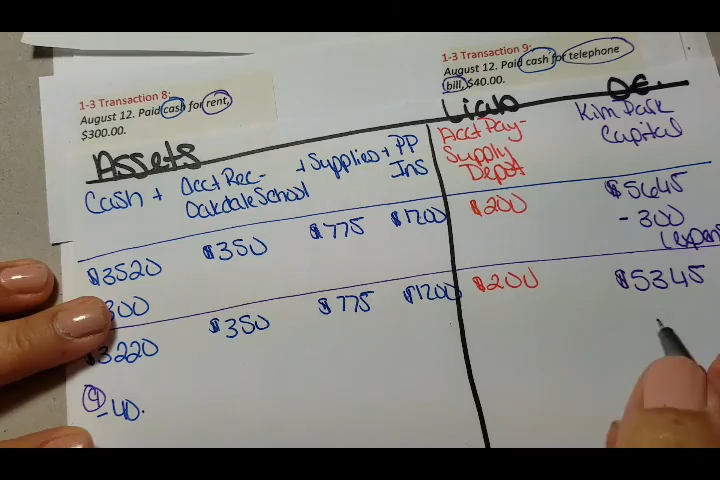 1-3 Transaction 8:
August 12. Paid cash for rent,
$300.00.
1-3 Transaction 9:
August 12. Paid cash for telephone
bill, $40.00.
Assets
Liab
OE
Cash +
Acct Rec-
Oakdale School
+ Supplies +
PP
Ins
Acct Pay-
Supply
Depot
Kim Park
Capital
$3520
$350
$775
$1200
$200
$5645
300
- 300
(expen
$3220
$350
$775
$1200
$200
$5345
9
- 40.